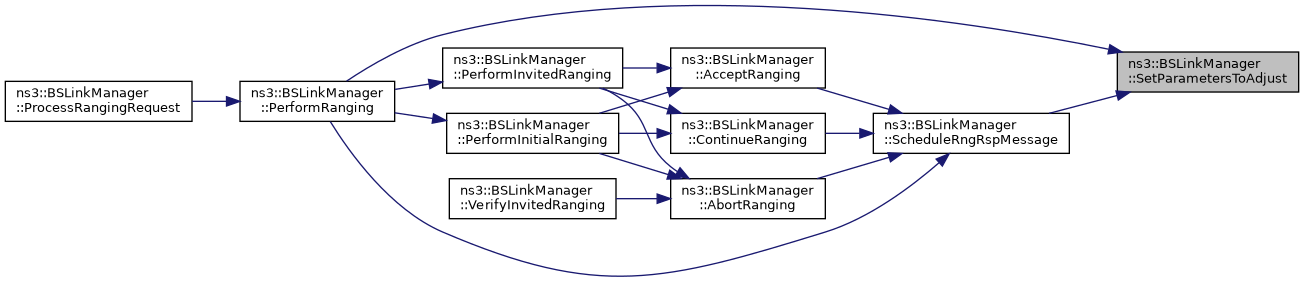 ns3::BSLinkManager
::SetParametersToAdjust
ns3::BSLinkManager
::PerformInvitedRanging
ns3::BSLinkManager
::AcceptRanging
ns3::BSLinkManager
::ProcessRangingRequest
ns3::BSLinkManager
::PerformRanging
ns3::BSLinkManager
::PerformInitialRanging
ns3::BSLinkManager
::ContinueRanging
ns3::BSLinkManager
::ScheduleRngRspMessage
ns3::BSLinkManager
::VerifyInvitedRanging
ns3::BSLinkManager
::AbortRanging